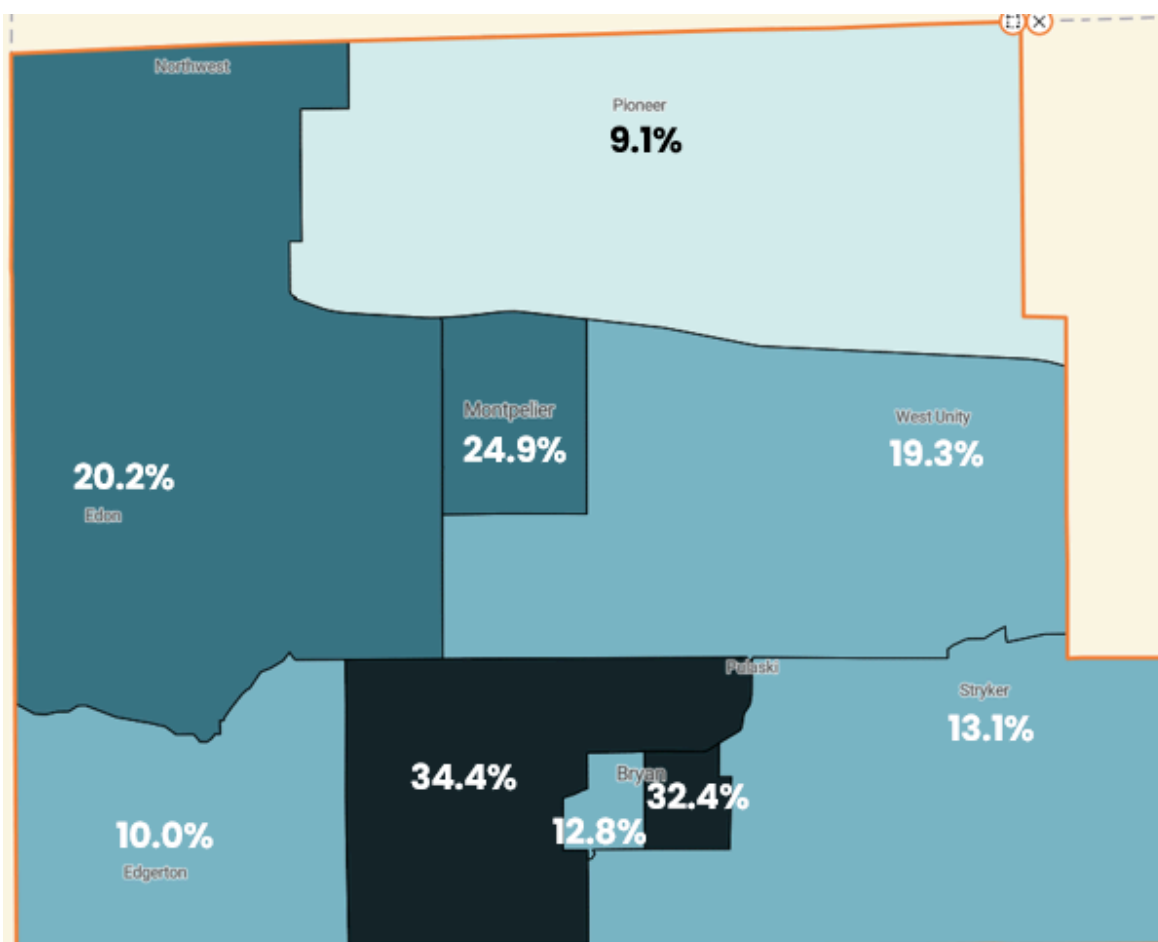 Northwest
Pioneer
9.1%
Montpelier
24.9%
West Unity
19.3%
20.2%
Edon
Pulaski
Stryker
13.1%
34.4%
Bryan
32.4%
12.8%
10.0%
Edgerton